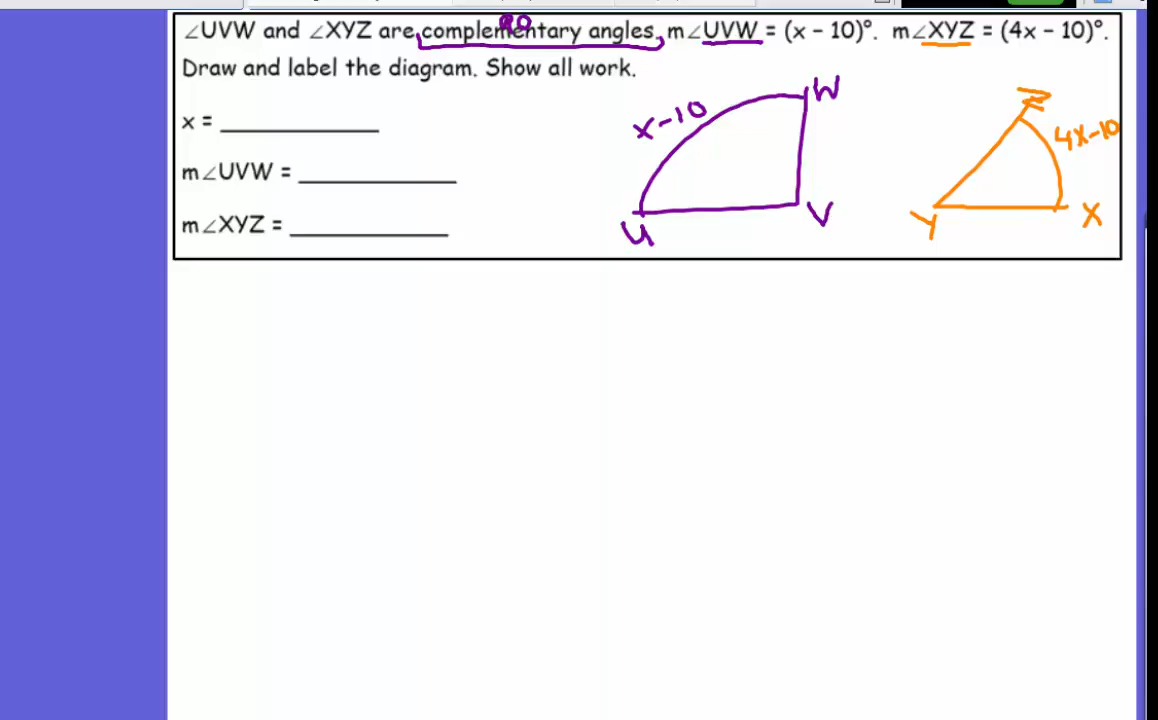 90
∠UVW and ∠XYZ are complementary angles. m∠UVW = (x – 10)°. m∠XYZ = (4x – 10)°.
Draw and label the diagram. Show all work.
x = ____________
m∠UVW = ____________
m∠XYZ = ____________
x-10
W
U
V
Z
4x-10
Y
X